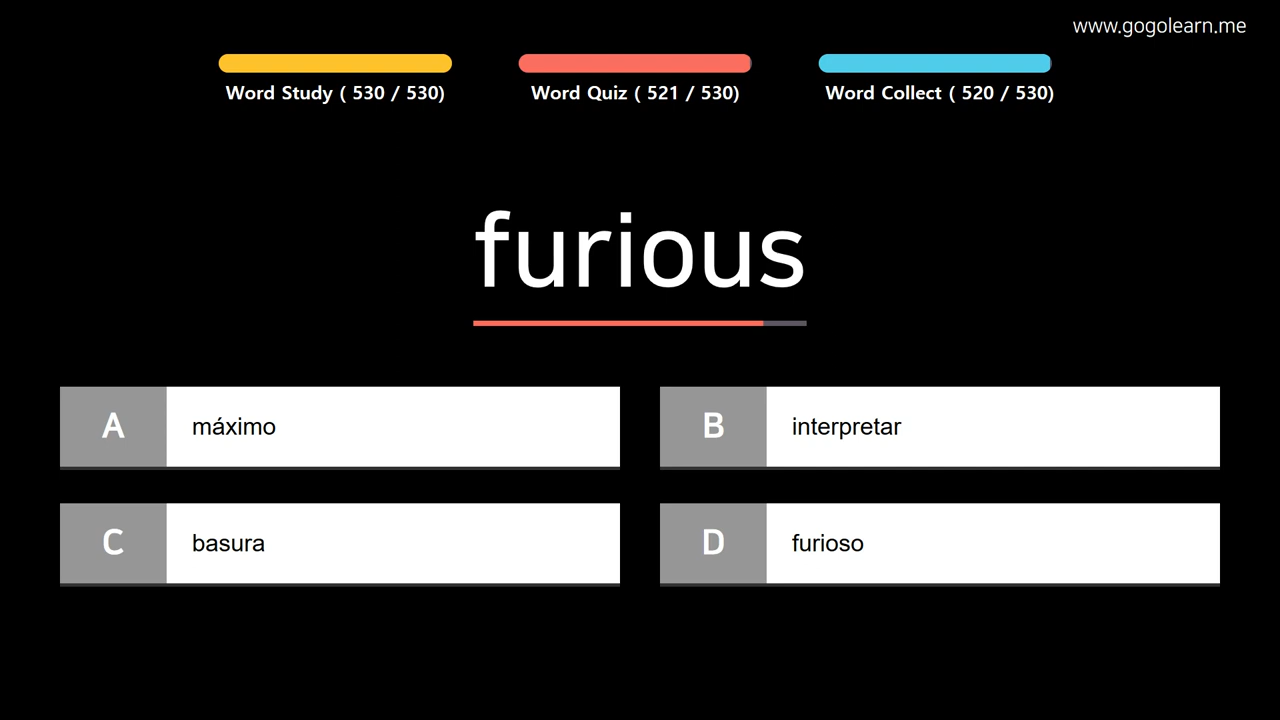 www.gogolearn.me
Word Study ( 530 / 530)
Word Quiz ( 521 / 530)
Word Collect ( 520 / 530)
furious
A máximo
B interpretar
C basura
D furioso